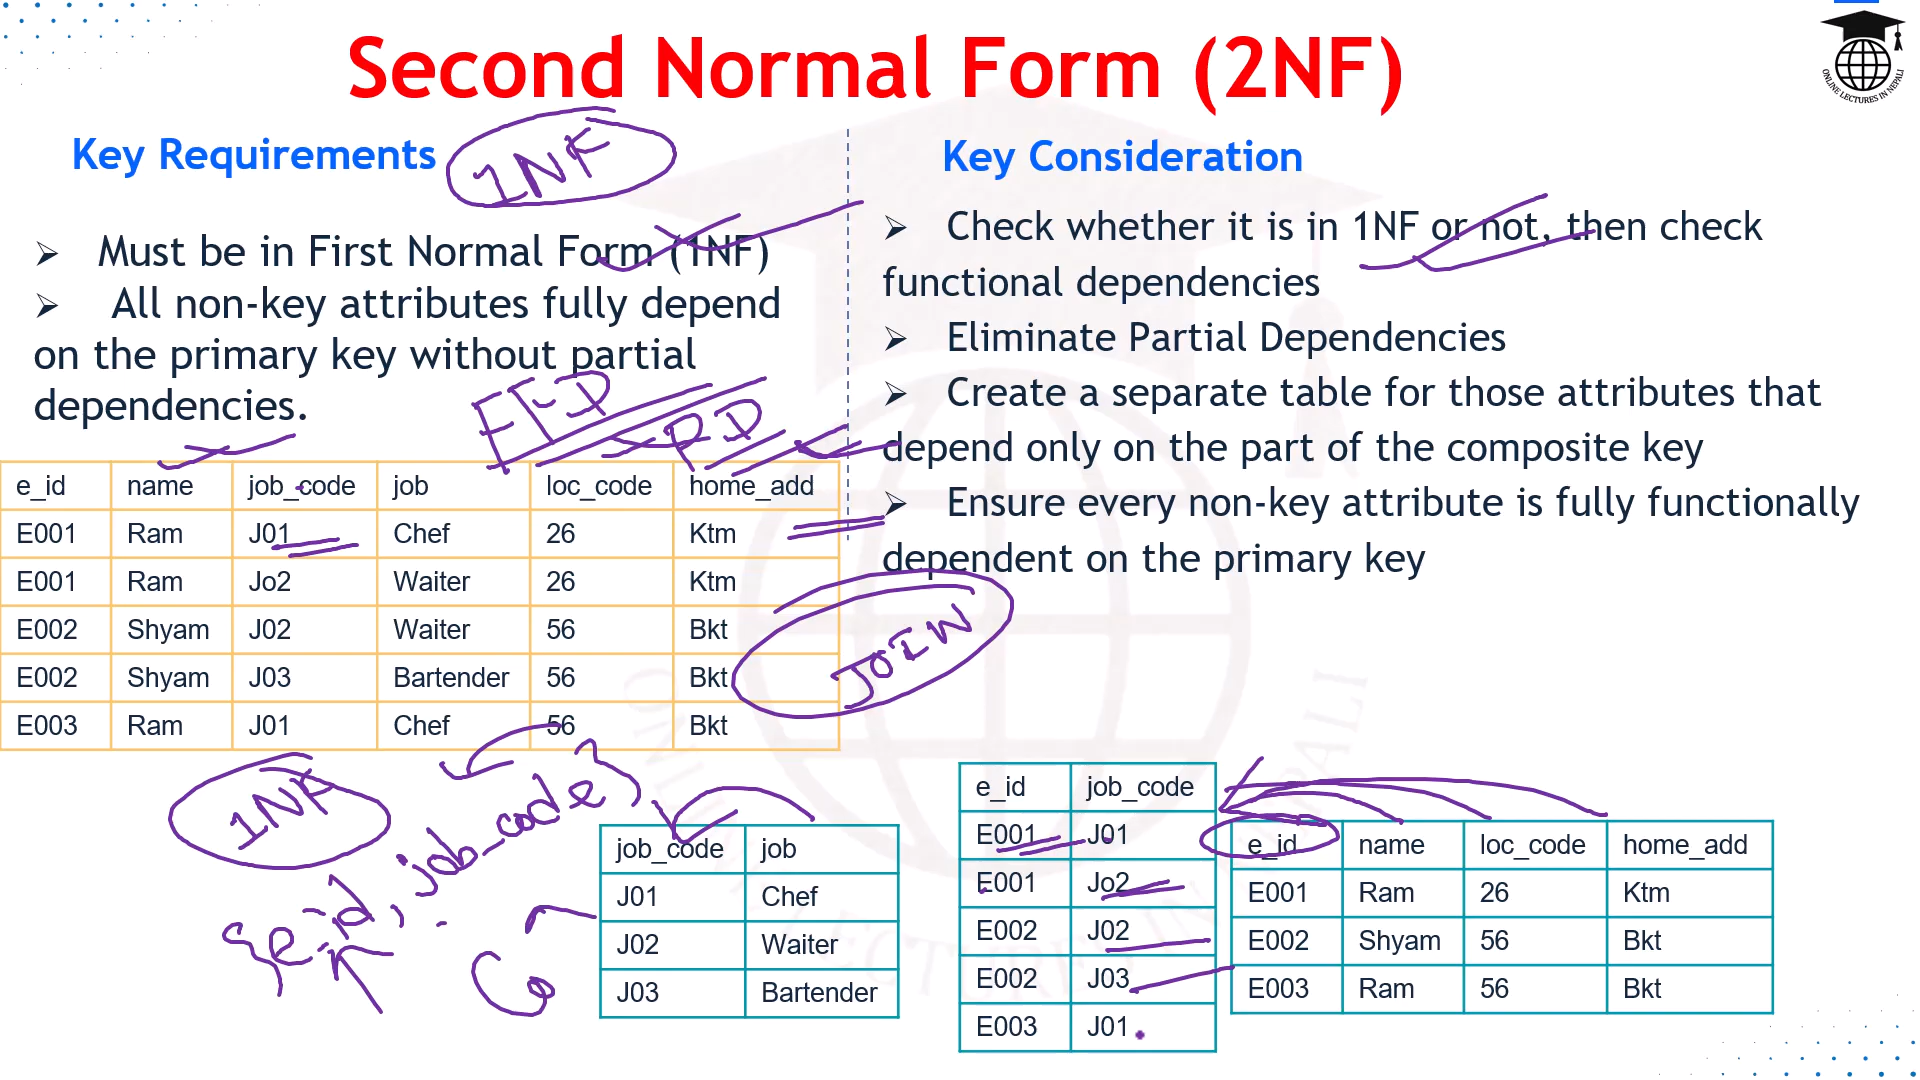 Second Normal Form (2NF)
ONLINE LECTURES IN NEPALI
Key Requirements
1NF
➢ Must be in First Normal Form (1NF)
➢ All non-key attributes fully depend
on the primary key without partial
dependencies.
FFD
PD
Key Consideration
➢ Check whether it is in 1NF or not, then check
functional dependencies
➢ Eliminate Partial Dependencies
➢ Create a separate table for those attributes that
depend only on the part of the composite key
➢ Ensure every non-key attribute is fully functionally
dependent on the primary key
e_id name job_code job loc_code home_add
E001 Ram J01 Chef 26 Ktm
E001 Ram Jo2 Waiter 26 Ktm
E002 Shyam J02 Waiter 56 Bkt
E002 Shyam J03 Bartender 56 Bkt
E003 Ram J01 Chef 56 Bkt
JOIN
1NF
{e_id, job_code}
job_code job
J01 Chef
J02 Waiter
J03 Bartender
e_id job_code
E001 J01
E001 Jo2
E002 J02
E002 J03
E003 J01
e_id name loc_code home_add
E001 Ram 26 Ktm
E002 Shyam 56 Bkt
E003 Ram 56 Bkt